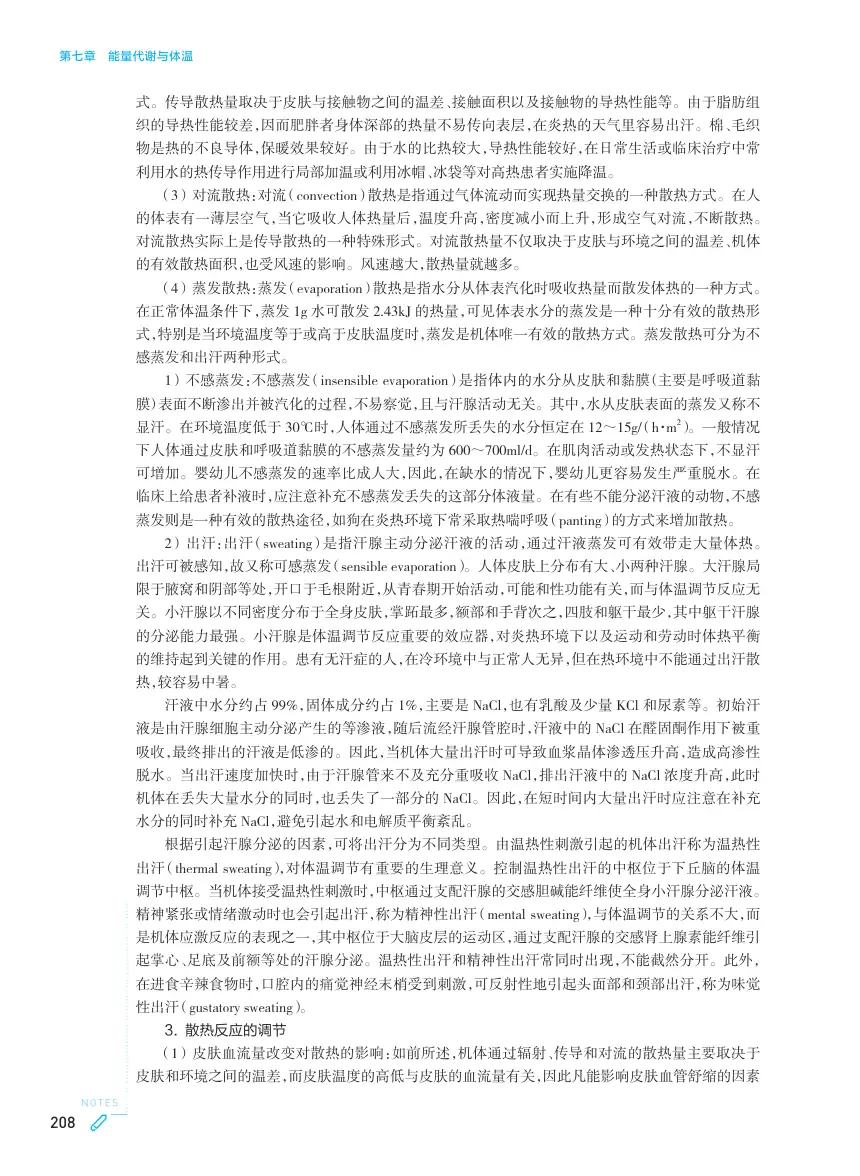 第七章　能量代谢与体温
式。传导散热量取决于皮肤与接触物之间的温差、接触面积以及接触物的导热性能等。由于脂肪组
织的导热性能较差,因而肥胖者身体深部的热量不易传向表层,在炎热的天气里容易出汗。棉、毛织
物是热的不良导体,保暖效果较好。由于水的比热较大,导热性能较好,在日常生活或临床治疗中常
利用水的热传导作用进行局部加温或利用冰帽、冰袋等对高热患者实施降温。
（3）对流散热:对流（convection）散热是指通过气体流动而实现热量交换的一种散热方式。在人
的体表有一薄层空气,当它吸收人体热量后,温度升高,密度减小而上升,形成空气对流,不断散热。
对流散热实际上是传导散热的一种特殊形式。对流散热量不仅取决于皮肤与环境之间的温差、机体
的有效散热面积,也受风速的影响。风速越大,散热量就越多。
（4）蒸发散热:蒸发（evaporation）散热是指水分从体表汽化时吸收热量而散发体热的一种方式。
在正常体温条件下,蒸发 1g 水可散发 2.43kJ 的热量,可见体表水分的蒸发是一种十分有效的散热形
式,特别是当环境温度等于或高于皮肤温度时,蒸发是机体唯一有效的散热方式。蒸发散热可分为不
感蒸发和出汗两种形式。
1）不感蒸发:不感蒸发（insensible evaporation）是指体内的水分从皮肤和黏膜（主要是呼吸道黏
膜）表面不断渗出并被汽化的过程,不易察觉,且与汗腺活动无关。其中,水从皮肤表面的蒸发又称不
显汗。在环境温度低于 30℃时,人体通过不感蒸发所丢失的水分恒定在 12～15g/（h·m²）。一般情况
下人体通过皮肤和呼吸道黏膜的不感蒸发量约为 600～700ml/d。在肌肉活动或发热状态下,不显汗
可增加。婴幼儿不感蒸发的速率比成人大,因此,在缺水的情况下,婴幼儿更容易发生严重脱水。在
临床上给患者补液时,应注意补充不感蒸发丢失的这部分体液量。在有些不能分泌汗液的动物,不感
蒸发则是一种有效的散热途径,如狗在炎热环境下常采取热喘呼吸（panting）的方式来增加散热。
2）出汗:出汗（sweating）是指汗腺主动分泌汗液的活动,通过汗液蒸发可有效带走大量体热。
出汗可被感知,故又称可感蒸发（sensible evaporation）。人体皮肤上分布有大、小两种汗腺。大汗腺局
限于腋窝和阴部等处,开口于毛根附近,从青春期开始活动,可能和性功能有关,而与体温调节反应无
关。小汗腺以不同密度分布于全身皮肤,掌跖最多,额部和手背次之,四肢和躯干最少,其中躯干汗腺
的分泌能力最强。小汗腺是体温调节反应重要的效应器,对炎热环境下以及运动和劳动时体热平衡
的维持起到关键的作用。患有无汗症的人,在冷环境中与正常人无异,但在热环境中不能通过出汗散
热,较容易中暑。
汗液中水分约占 99%,固体成分约占 1%,主要是 NaCl,也有乳酸及少量 KCl 和尿素等。初始汗
液是由汗腺细胞主动分泌产生的等渗液,随后流经汗腺管腔时,汗液中的 NaCl 在醛固酮作用下被重
吸收,最终排出的汗液是低渗的。因此,当机体大量出汗时可导致血浆晶体渗透压升高,造成高渗性
脱水。当出汗速度加快时,由于汗腺管来不及充分重吸收 NaCl,排出汗液中的 NaCl 浓度升高,此时
机体在丢失大量水分的同时,也丢失了一部分的 NaCl。因此,在短时间内大量出汗时应注意在补充
水分的同时补充 NaCl,避免引起水和电解质平衡紊乱。
根据引起汗腺分泌的因素,可将出汗分为不同类型。由温热性刺激引起的机体出汗称为温热性
出汗（thermal sweating）,对体温调节有重要的生理意义。控制温热性出汗的中枢位于下丘脑的体温
调节中枢。当机体接受温热性刺激时,中枢通过支配汗腺的交感胆碱能纤维使全身小汗腺分泌汗液。
精神紧张或情绪激动时也会引起出汗,称为精神性出汗（mental sweating）,与体温调节的关系不大,而
是机体应激反应的表现之一,其中枢位于大脑皮层的运动区,通过支配汗腺的交感肾上腺素能纤维引
起掌心、足底及前额等处的汗腺分泌。温热性出汗和精神性出汗常同时出现,不能截然分开。此外,
在进食辛辣食物时,口腔内的痛觉神经末梢受到刺激,可反射性地引起头面部和颈部出汗,称为味觉
性出汗（gustatory sweating）。
3. 散热反应的调节
（1）皮肤血流量改变对散热的影响:如前所述,机体通过辐射、传导和对流的散热量主要取决于
皮肤和环境之间的温差,而皮肤温度的高低与皮肤的血流量有关,因此凡能影响皮肤血管舒缩的因素
NOTES
208